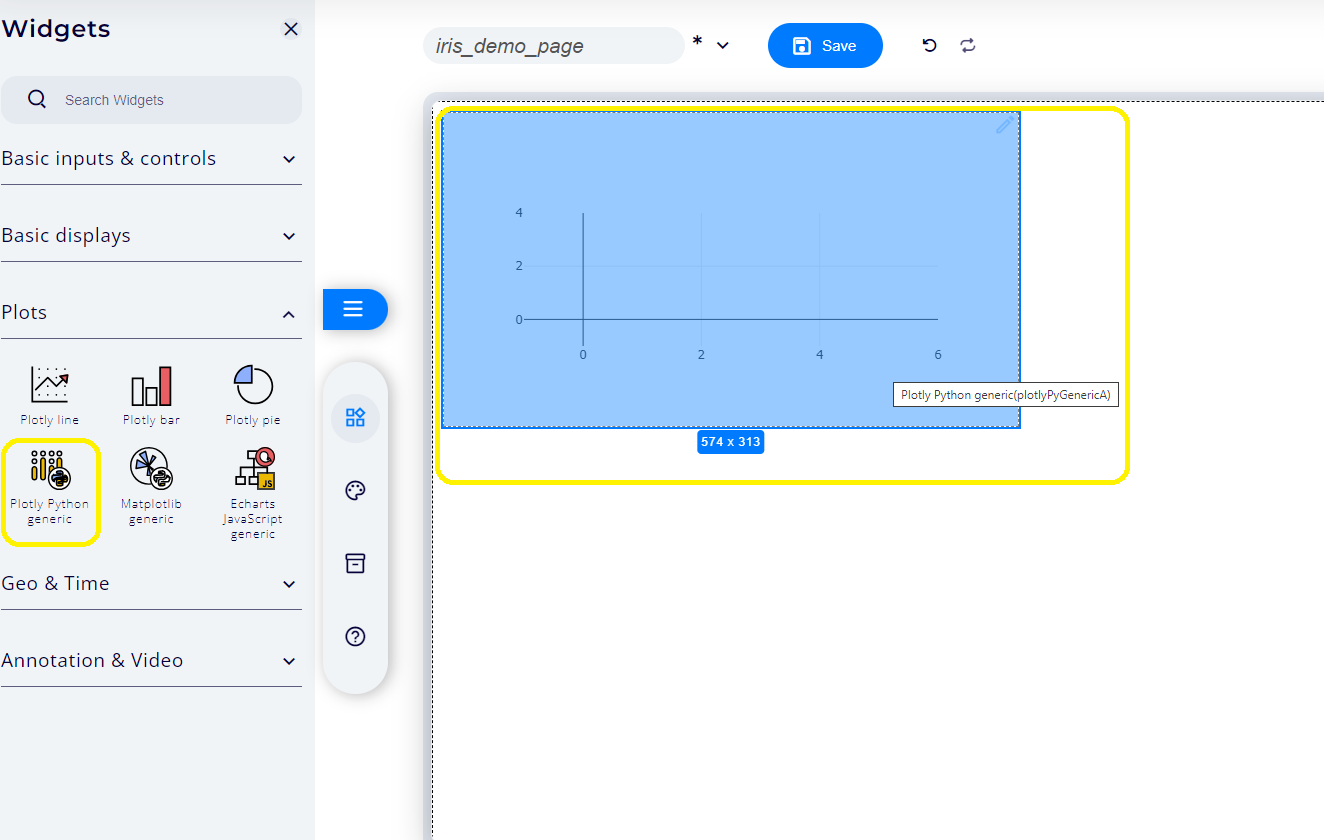 Widgets
Search Widgets
Basic inputs & controls
Basic displays
Plots
Plotly line
Plotly bar
Plotly pie
Plotly Python
generic
Matplotlib
generic
Echarts
JavaScript
generic
JS
Geo & Time
Annotation & Video
iris_demo_page
*
Save
4
2
0
0
2
4
6
Plotly Python generic(plotlyPyGenericA)
574 x 313